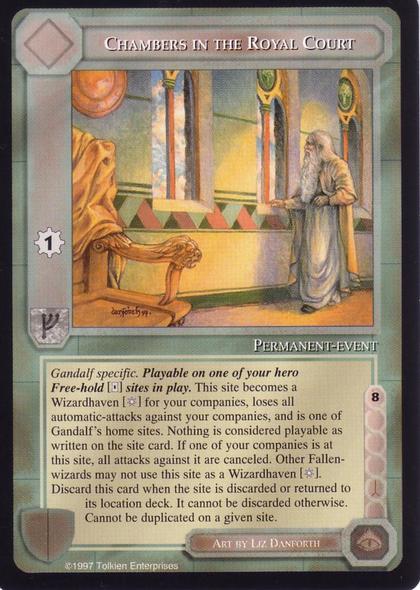 Chambers in the Royal Court
1
Danforth 97.
Permanent-event
Gandalf specific. Playable on one of your hero
Free-hold [•] sites in play. This site becomes a
Wizardhaven [※] for your companies, loses all
automatic-attacks against your companies, and is one of
Gandalf's home sites. Nothing is considered playable as
written on the site card. If one of your companies is at
this site, all attacks against it are canceled. Other Fallen-
wizards may not use this site as a Wizardhaven [※].
Discard this card when the site is discarded or returned to
its location deck. It cannot be discarded otherwise.
Cannot be duplicated on a given site.
8
Art by Liz Danforth
©1997 Tolkien Enterprises